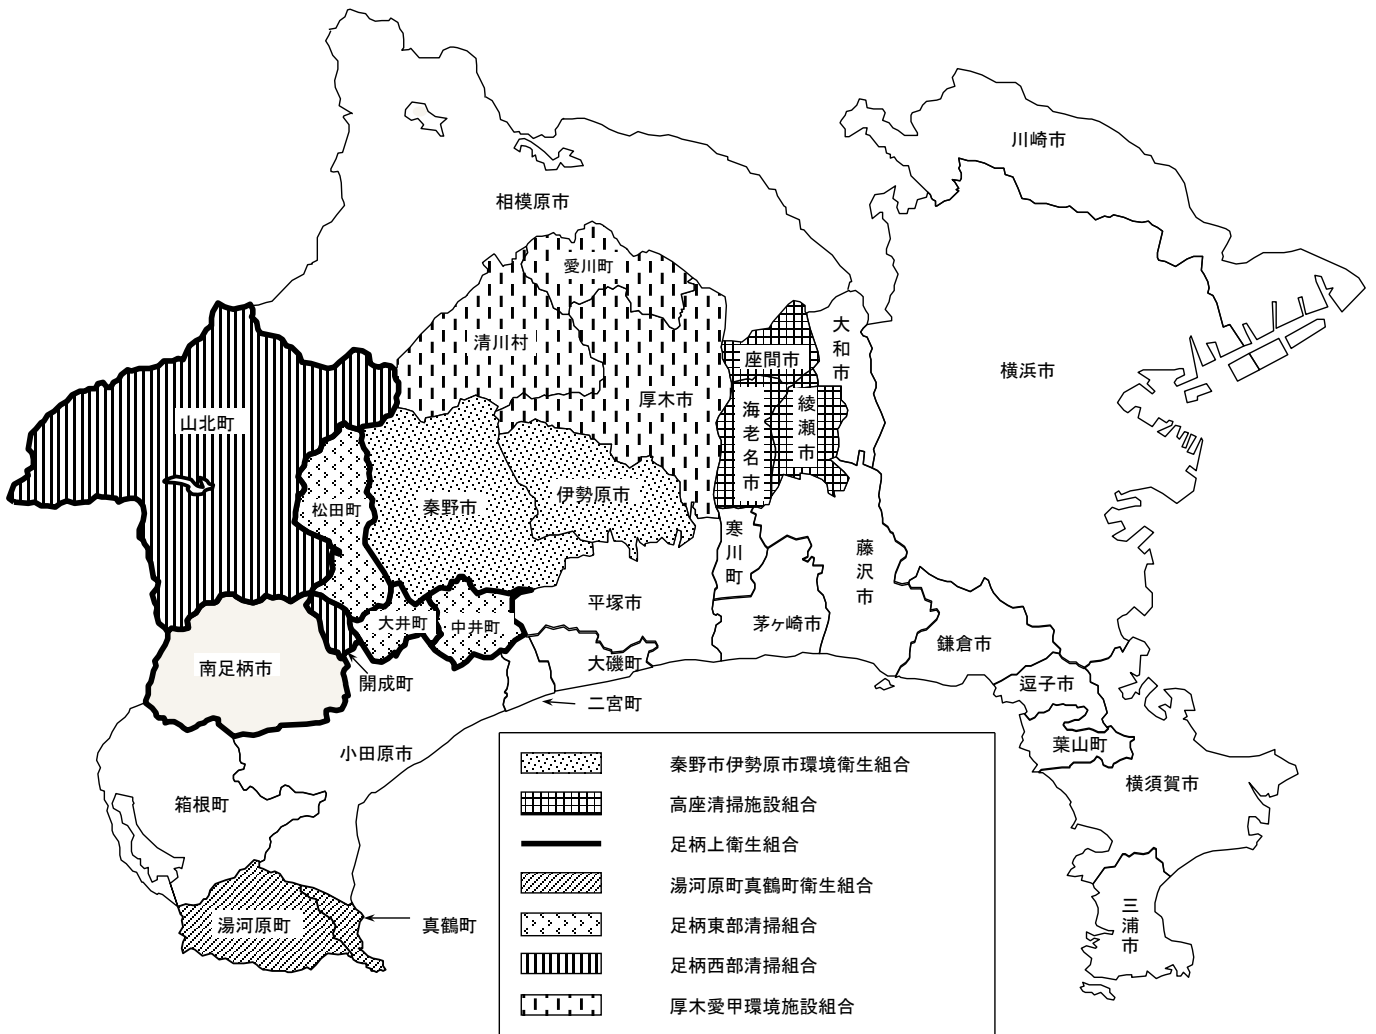 川崎市
相模原市
愛川町
大和市
清川村
座間市
横浜市
厚木市
海老名市
綾瀬市
山北町
伊勢原市
秦野市
松田町
寒川町
藤沢市
平塚市
茅ヶ崎市
大井町
中井町
鎌倉市
南足柄市
大磯町
開成町
逗子市
二宮町
葉山町
小田原市
横須賀市
箱根町
湯河原町
真鶴町
三浦市
秦野市伊勢原市環境衛生組合
高座清掃施設組合
足柄上衛生組合
湯河原町真鶴町衛生組合
足柄東部清掃組合
足柄西部清掃組合
厚木愛甲環境施設組合